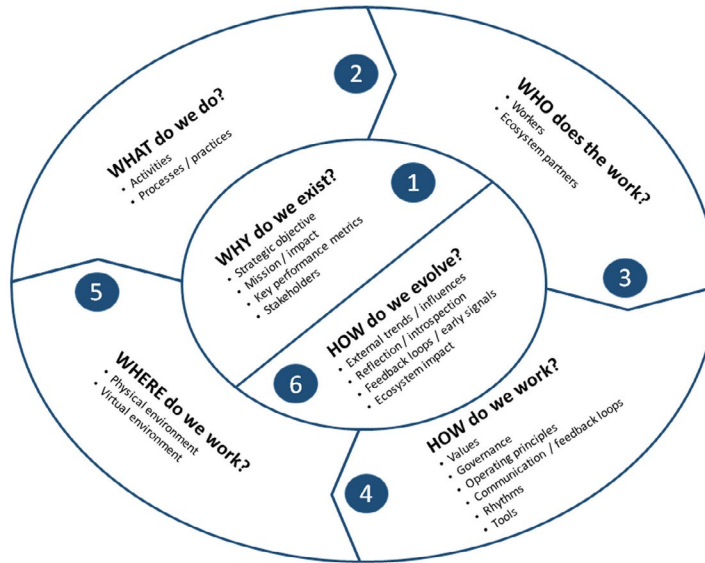 1
WHY do we exist?
• Strategic objective
• Mission / impact
• Key performance metrics
• Stakeholders
2
WHAT do we do?
• Activities
• Processes / practices
WHO does the work?
• Workers
• Ecosystem partners
3
HOW do we work?
• Values
• Governance
• Operating principles
• Communication / feedback loops
• Rhythms
• Tools
4
WHERE do we work?
• Physical environment
• Virtual environment
5
HOW do we evolve?
• External trends / influences
• Reflection / introspection
• Feedback loops / early signals
• Ecosystem impact
6